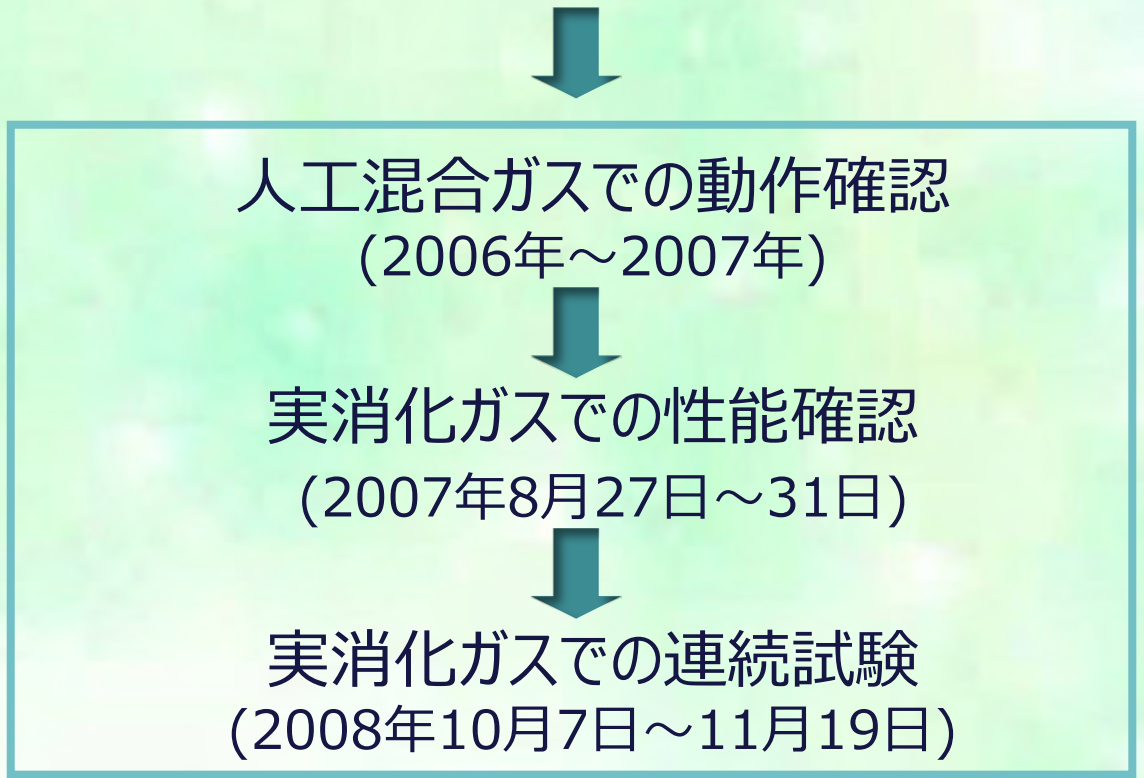 人工混合ガスでの動作確認
(2006年～2007年)
実消化ガスでの性能確認
(2007年8月27日～31日)
実消化ガスでの連続試験
(2008年10月7日～11月19日)